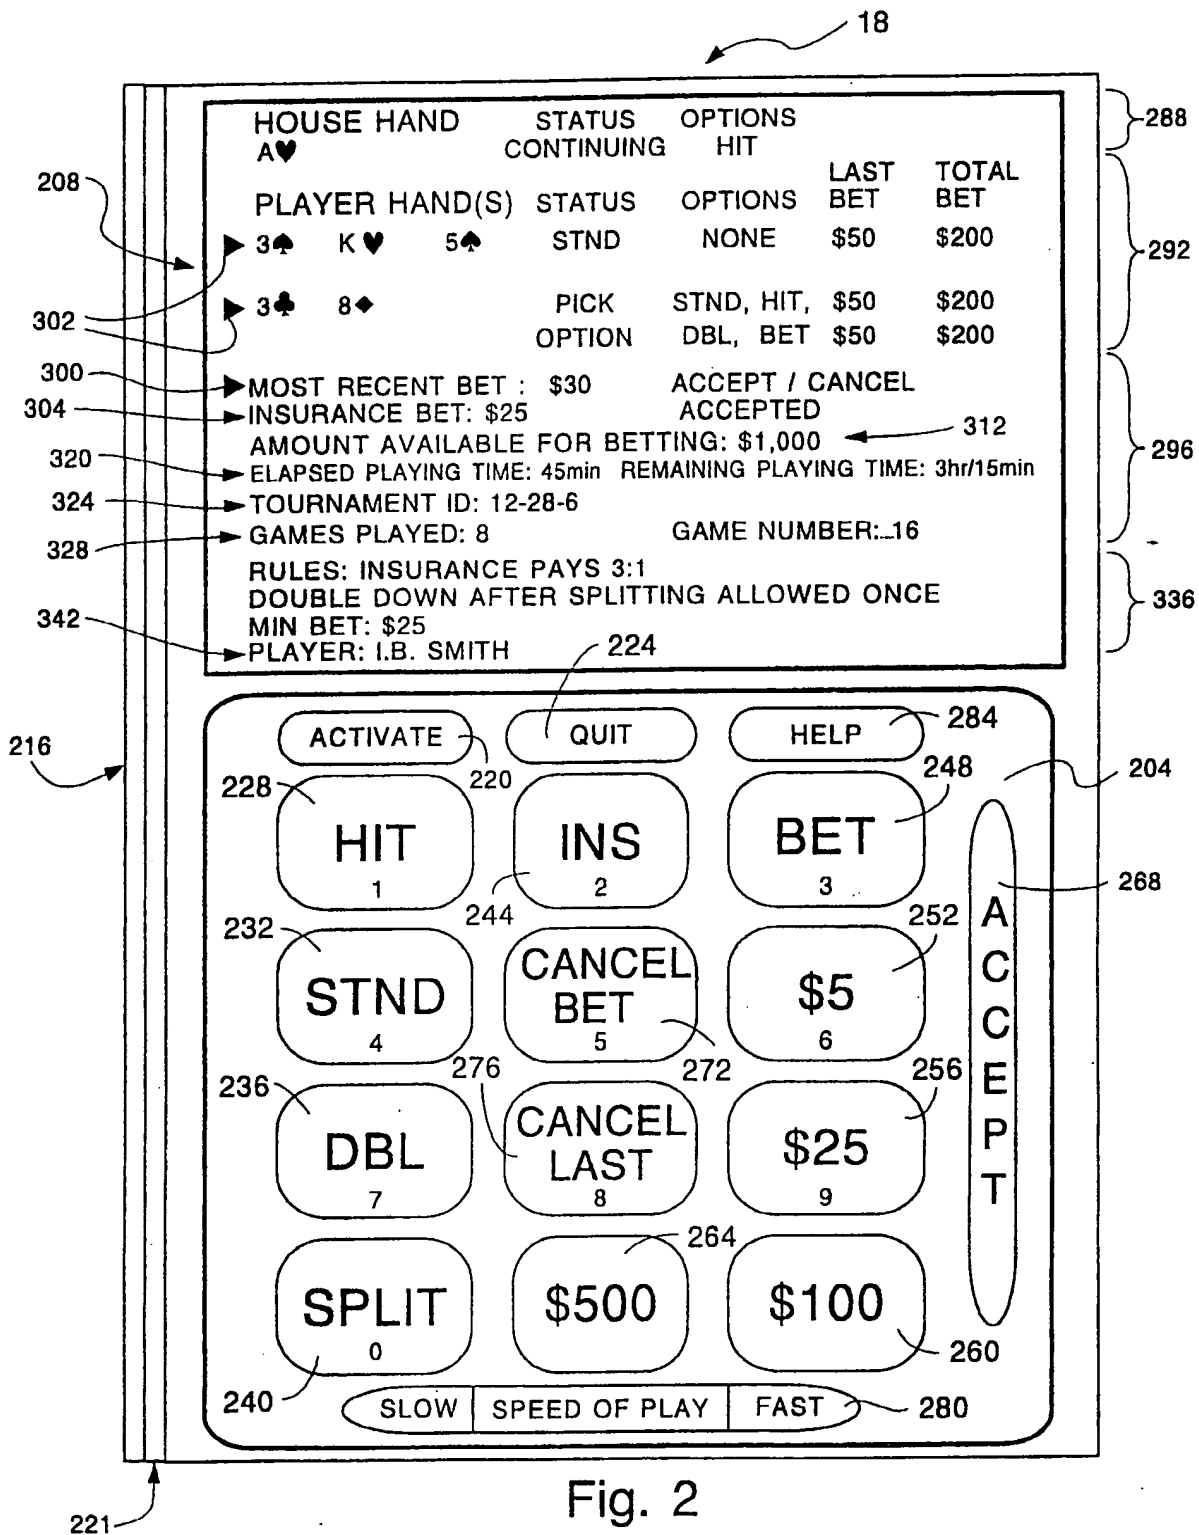 18
HOUSE HAND STATUS OPTIONS
288
A♥ CONTINUING HIT
LAST TOTAL
208
PLAYER HAND(S) STATUS OPTIONS BET BET
3♠ K♥ 5♠ STND NONE $50 $200
292
3♣ 8♦ PICK STND, HIT, $50 $200
302
OPTION DBL, BET $50 $200
300
MOST RECENT BET : $30 ACCEPT / CANCEL
304
INSURANCE BET: $25 ACCEPTED
312
AMOUNT AVAILABLE FOR BETTING: $1,000
296
320
ELAPSED PLAYING TIME: 45min REMAINING PLAYING TIME: 3hr/15min
324
TOURNAMENT ID: 12-28-6
328
GAMES PLAYED: 8 GAME NUMBER: 16
RULES: INSURANCE PAYS 3:1
DOUBLE DOWN AFTER SPLITTING ALLOWED ONCE
336
342
MIN BET: $25
PLAYER: I.B. SMITH
224
284
ACTIVATE QUIT HELP
216
220
248
204
228
HIT INS BET
1 2 3
268
244
252
232
ACCEPT
CANCEL
STND BET $5
4 5 6
276 272 256
236
CANCEL
DBL LAST $25
7 8 9
264
SPLIT $500 $100
0
260
240
SLOW SPEED OF PLAY FAST
280
Fig. 2
221